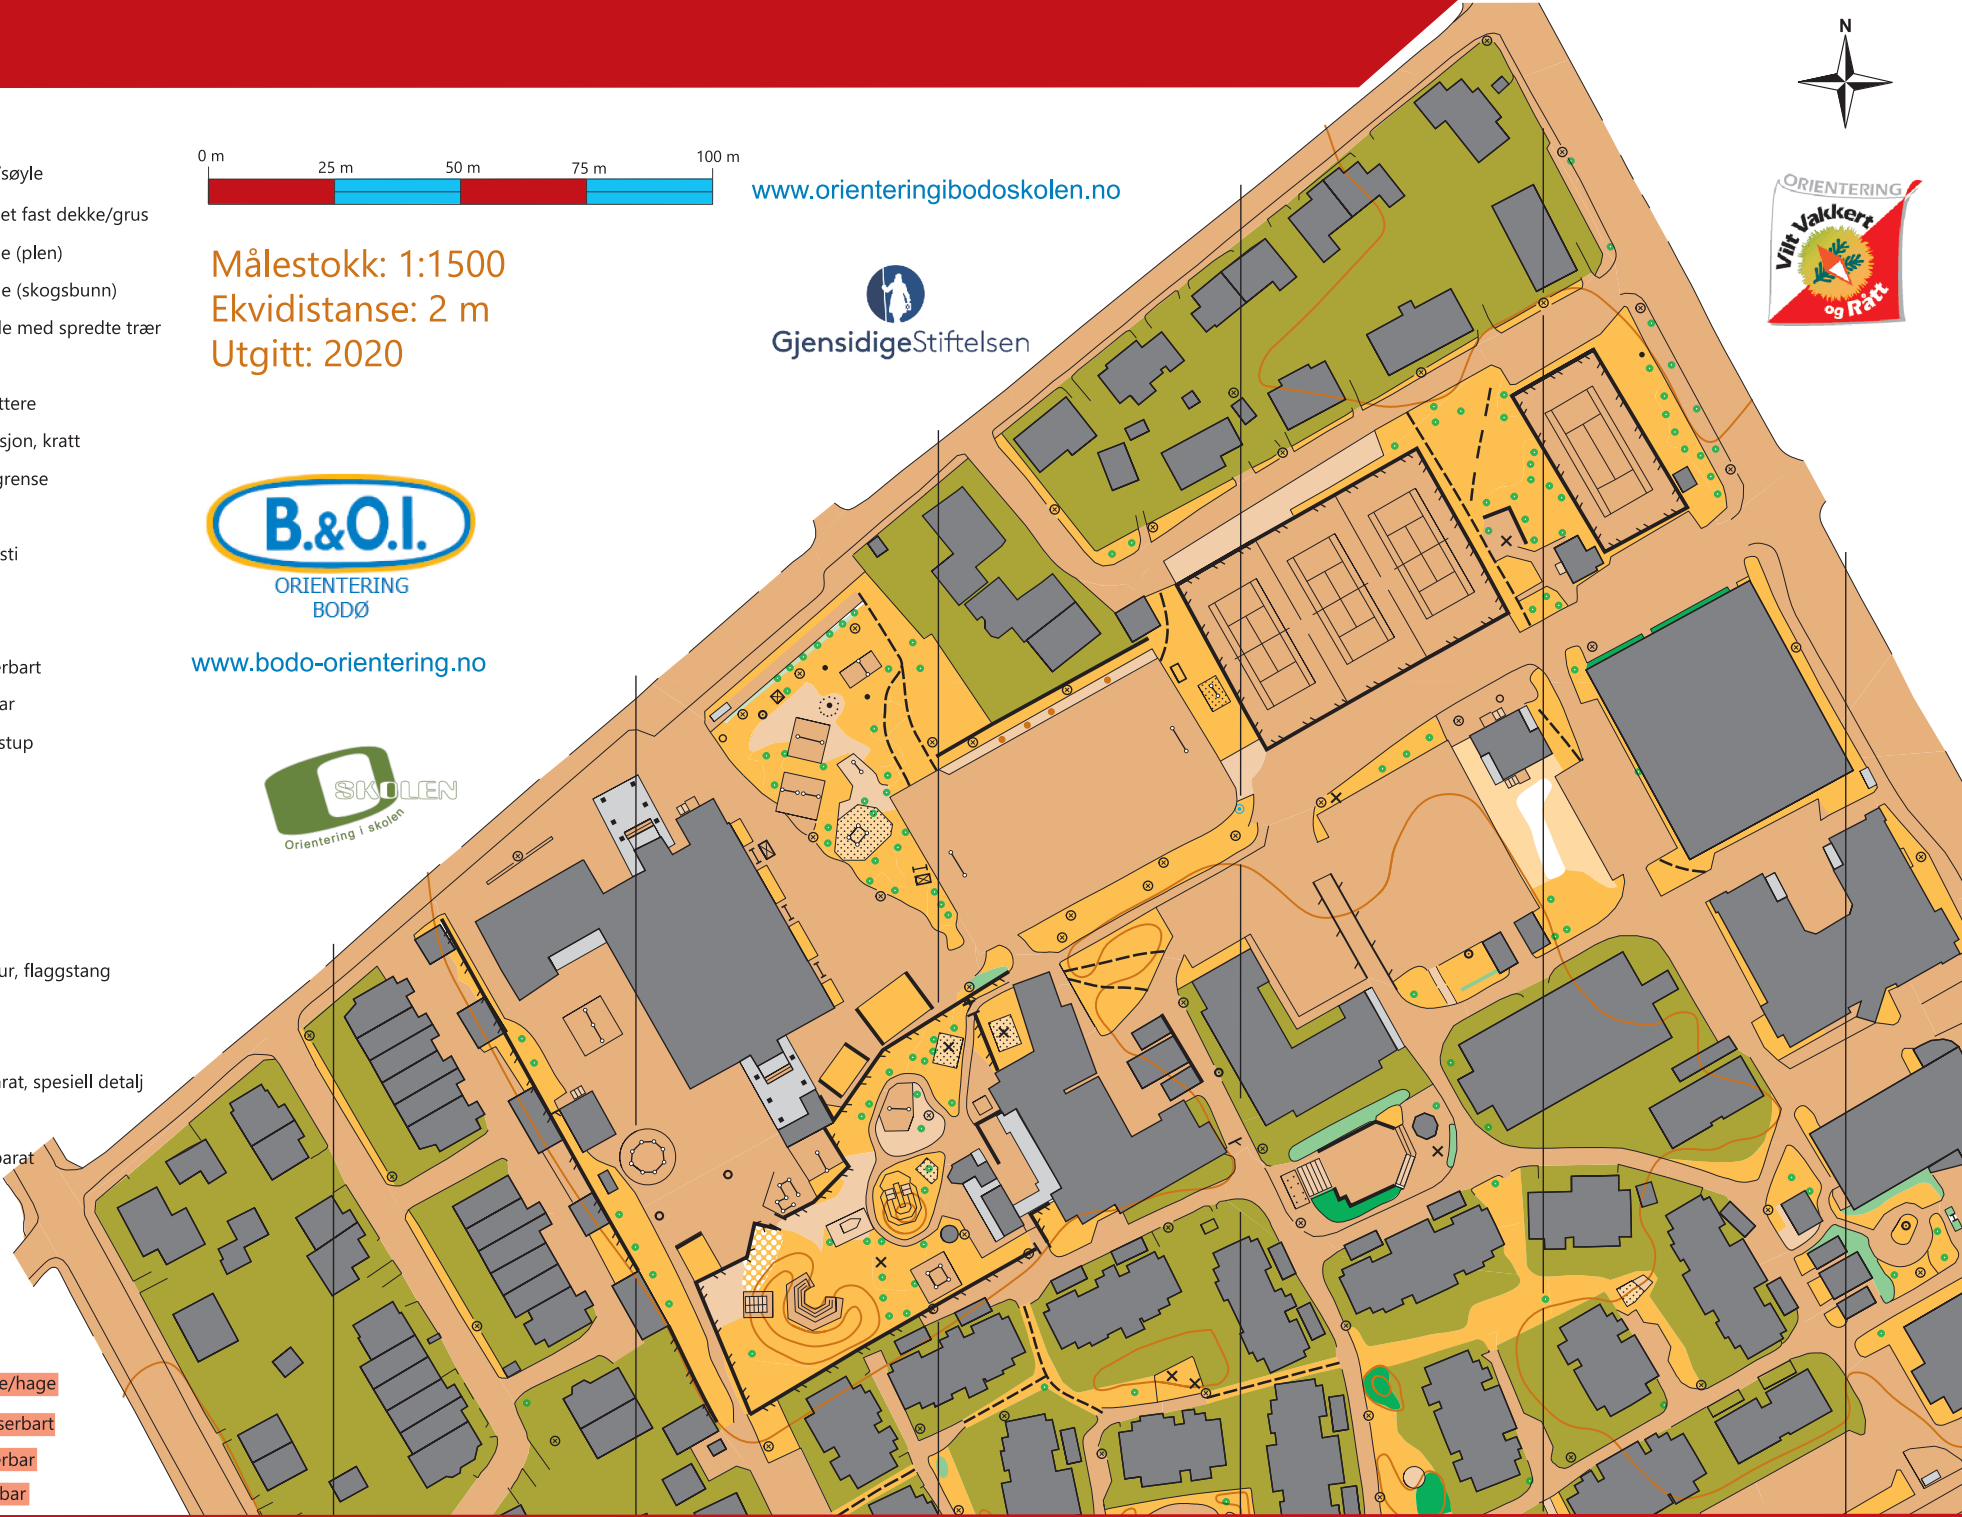 N
0 m
25 m
50 m
75 m
100 m
www.orienteringibodoskolen.no
Målestokk: 1:1500
Ekvidistanse: 2 m
Utgitt: 2020
GjensidigeStiftelsen
ORIENTERING
Vilt Vakkert
og Rått
B.&O.I.
ORIENTERING
BODØ
www.bodo-orientering.no
SKOLEN
Orientering i skolen
søyle
et fast dekke/grus
e (plen)
e (skogsbunn)
le med spredte trær
ttere
sjon, kratt
grense
sti
erbart
ar
stup
ur, flaggstang
rat, spesiell detalj
parat
e/hage
serbart
erbar
bar